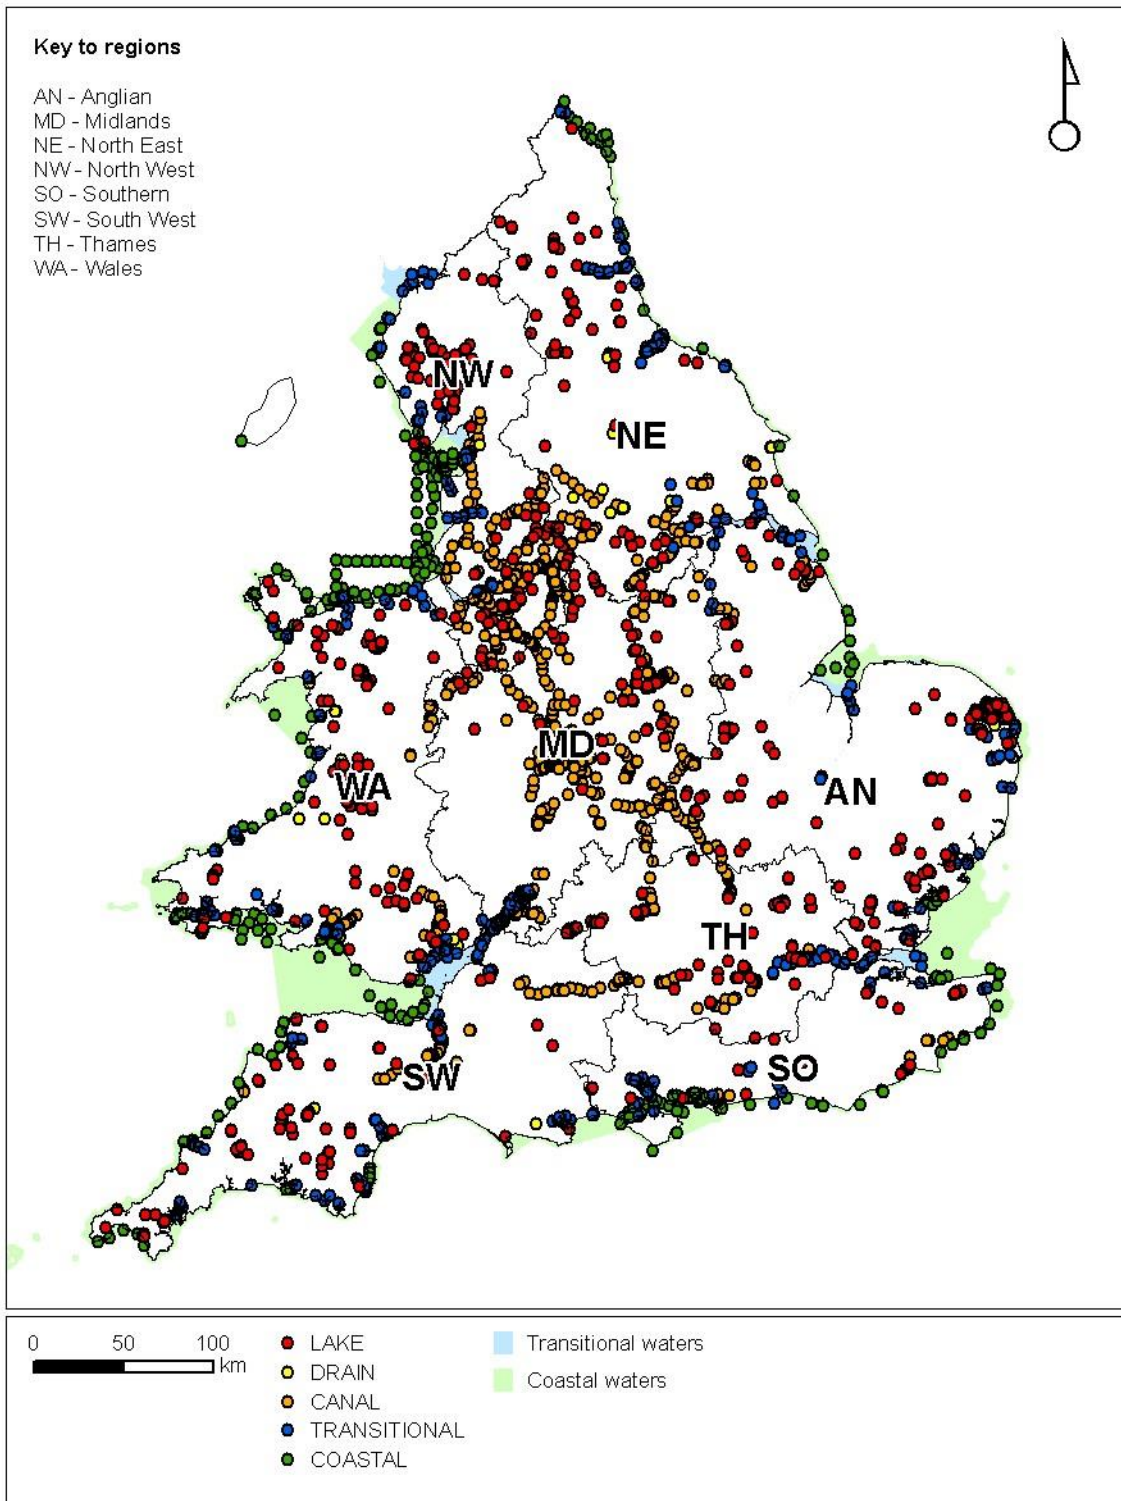 Key to regions
AN - Anglian
MD - Midlands
NE - North East
NW - North West
SO - Southern
SW - South West
TH - Thames
WA - Wales
NW
NE
MD
WA
AN
TH
SW
SO
0 50 100
km
LAKE
DRAIN
CANAL
TRANSITIONAL
COASTAL
Transitional waters
Coastal waters